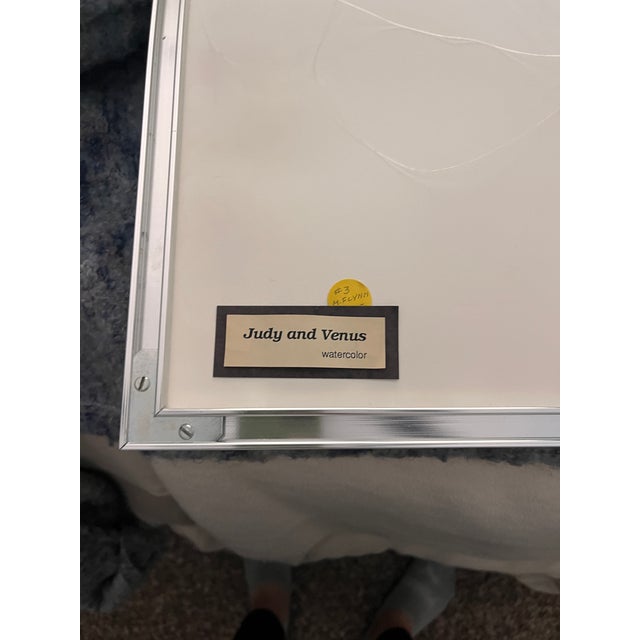 #3
M. FLYNN
Judy and Venus
watercolor